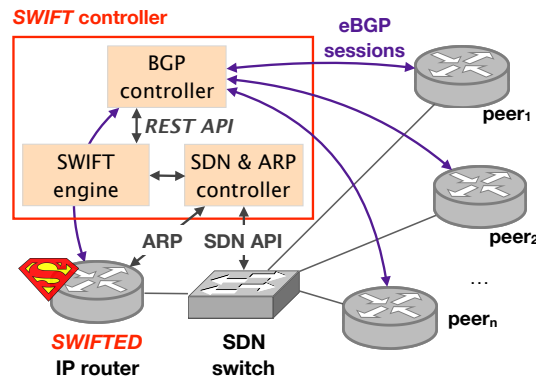 SWIFT controller
eBGP
sessions
BGP
controller
peer1
REST API
SWIFT
engine
SDN & ARP
controller
ARP
SDN API
peer2
S
...
SWIFTED
IP router
SDN
switch
peern